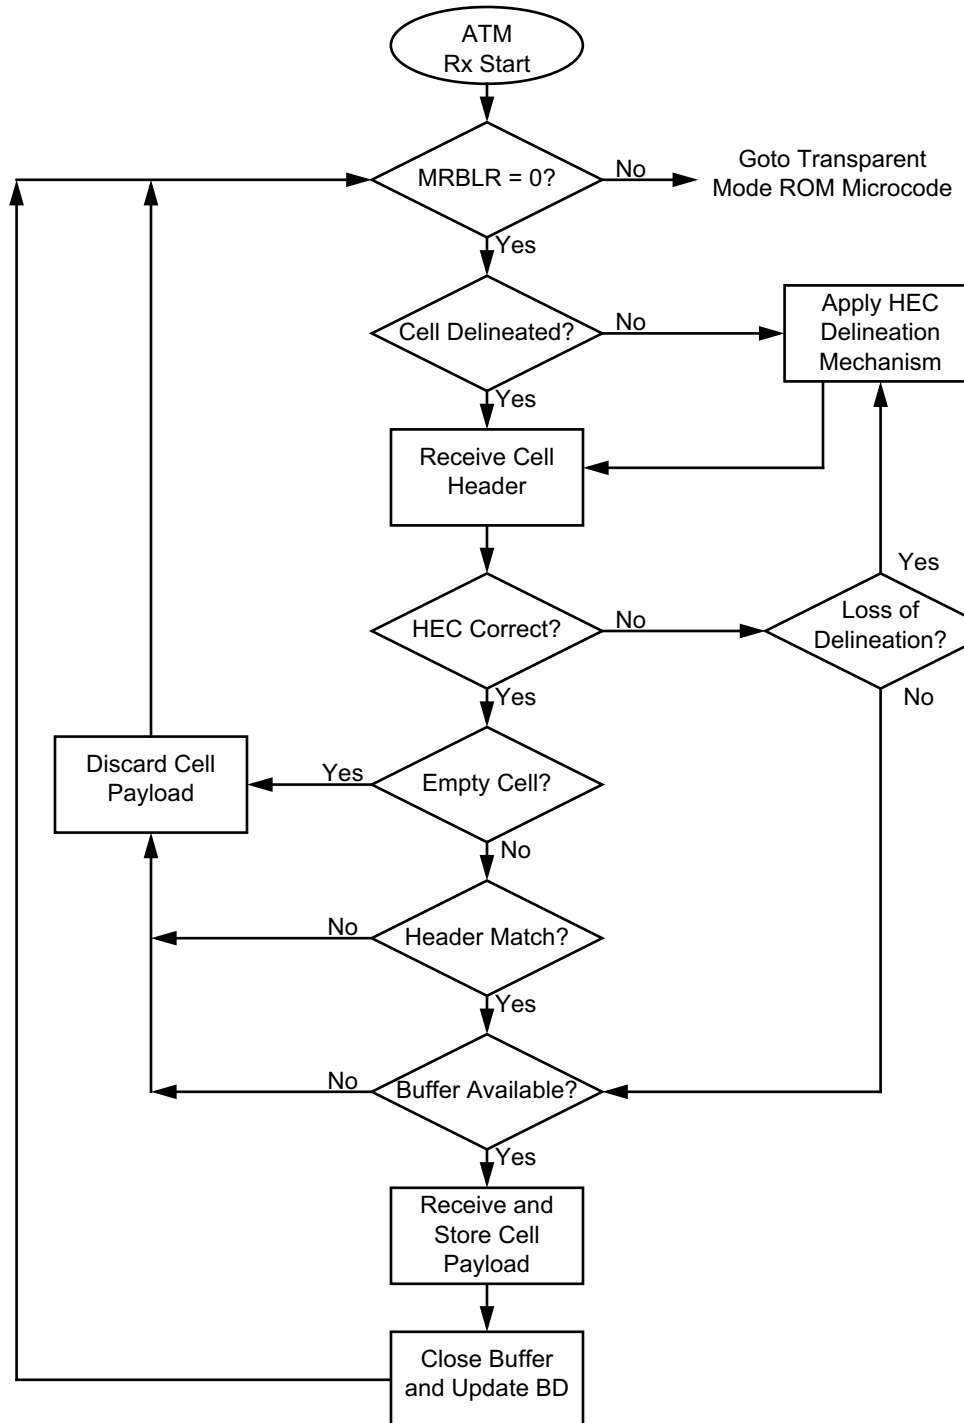 ATM
Rx Start
MRBLR = 0?
No
Goto Transparent
Mode ROM Microcode
Yes
Cell Delineated?
No
Apply HEC
Delineation
Mechanism
Yes
Receive Cell
Header
Yes
HEC Correct?
No
Loss of
Delineation?
Yes
No
Discard Cell
Payload
Yes
Empty Cell?
No
No
Header Match?
Yes
No
Buffer Available?
Yes
Receive and
Store Cell
Payload
Close Buffer
and Update BD